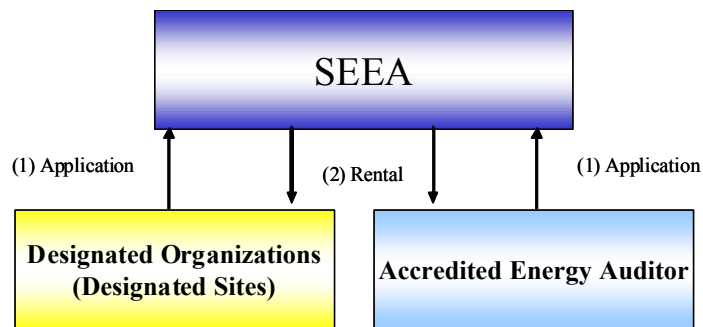 SEEA
(1) Application
(2) Rental
(1) Application
Designated Organizations
(Designated Sites)
Accredited Energy Auditor